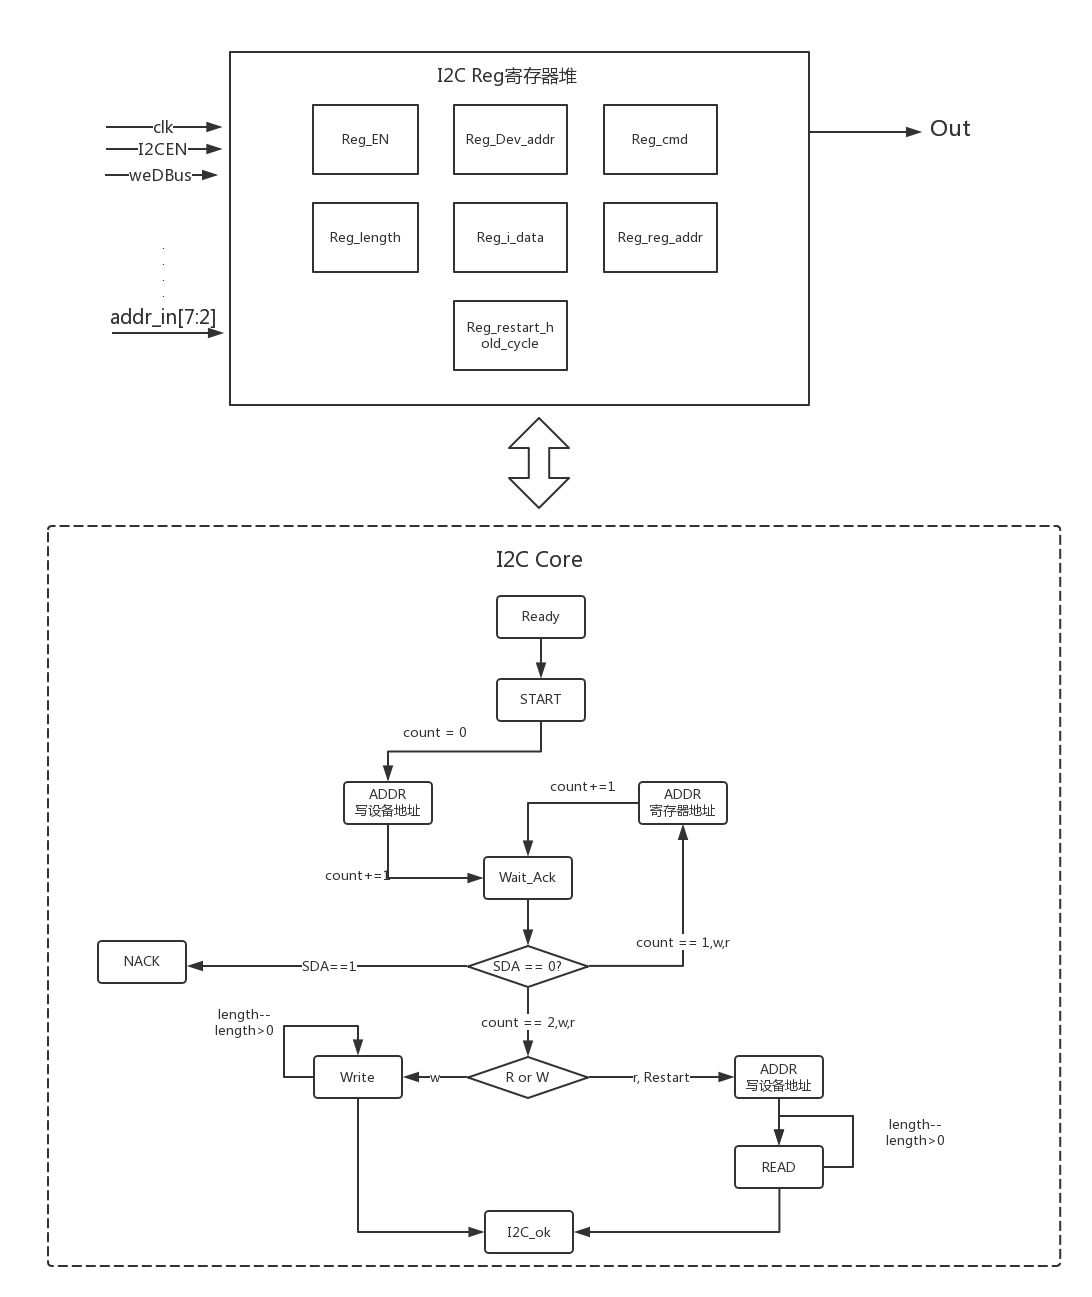 I2C Reg寄存器堆
clk
I2CEN
weDBus
.
.
.
.
addr_in[7:2]
Reg_EN
Reg_Dev_addr
Reg_cmd
Reg_length
Reg_i_data
Reg_reg_addr
Reg_restart_h
old_cycle
Out
I2C Core
Ready
START
count = 0
ADDR
写设备地址
count+=1
ADDR
寄存器地址
count+=1
Wait_Ack
count == 1,w,r
NACK
SDA==1
SDA == 0?
length--
length>0
count == 2,w,r
Write
w
R or W
r, Restart
ADDR
写设备地址
length--
length>0
READ
I2C_ok